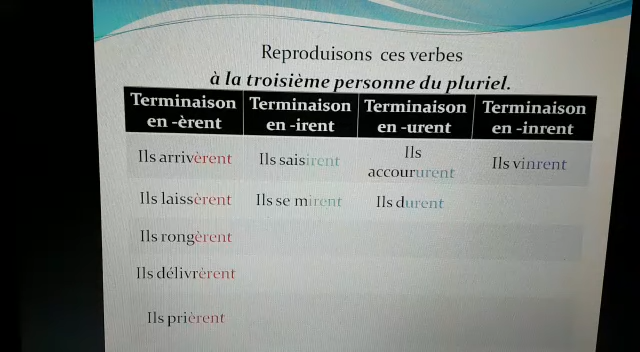 Reproduisons ces verbes
à la troisième personne du pluriel.
Terminaison en -èrent
Terminaison en -irent
Terminaison en -urent
Terminaison en -inrent
Ils arrivèrent
Ils saisirent
Ils accoururent
Ils vinrent
Ils laissèrent
Ils se mirent
Ils durent
Ils rongèrent
Ils délivrèrent
Ils prièrent